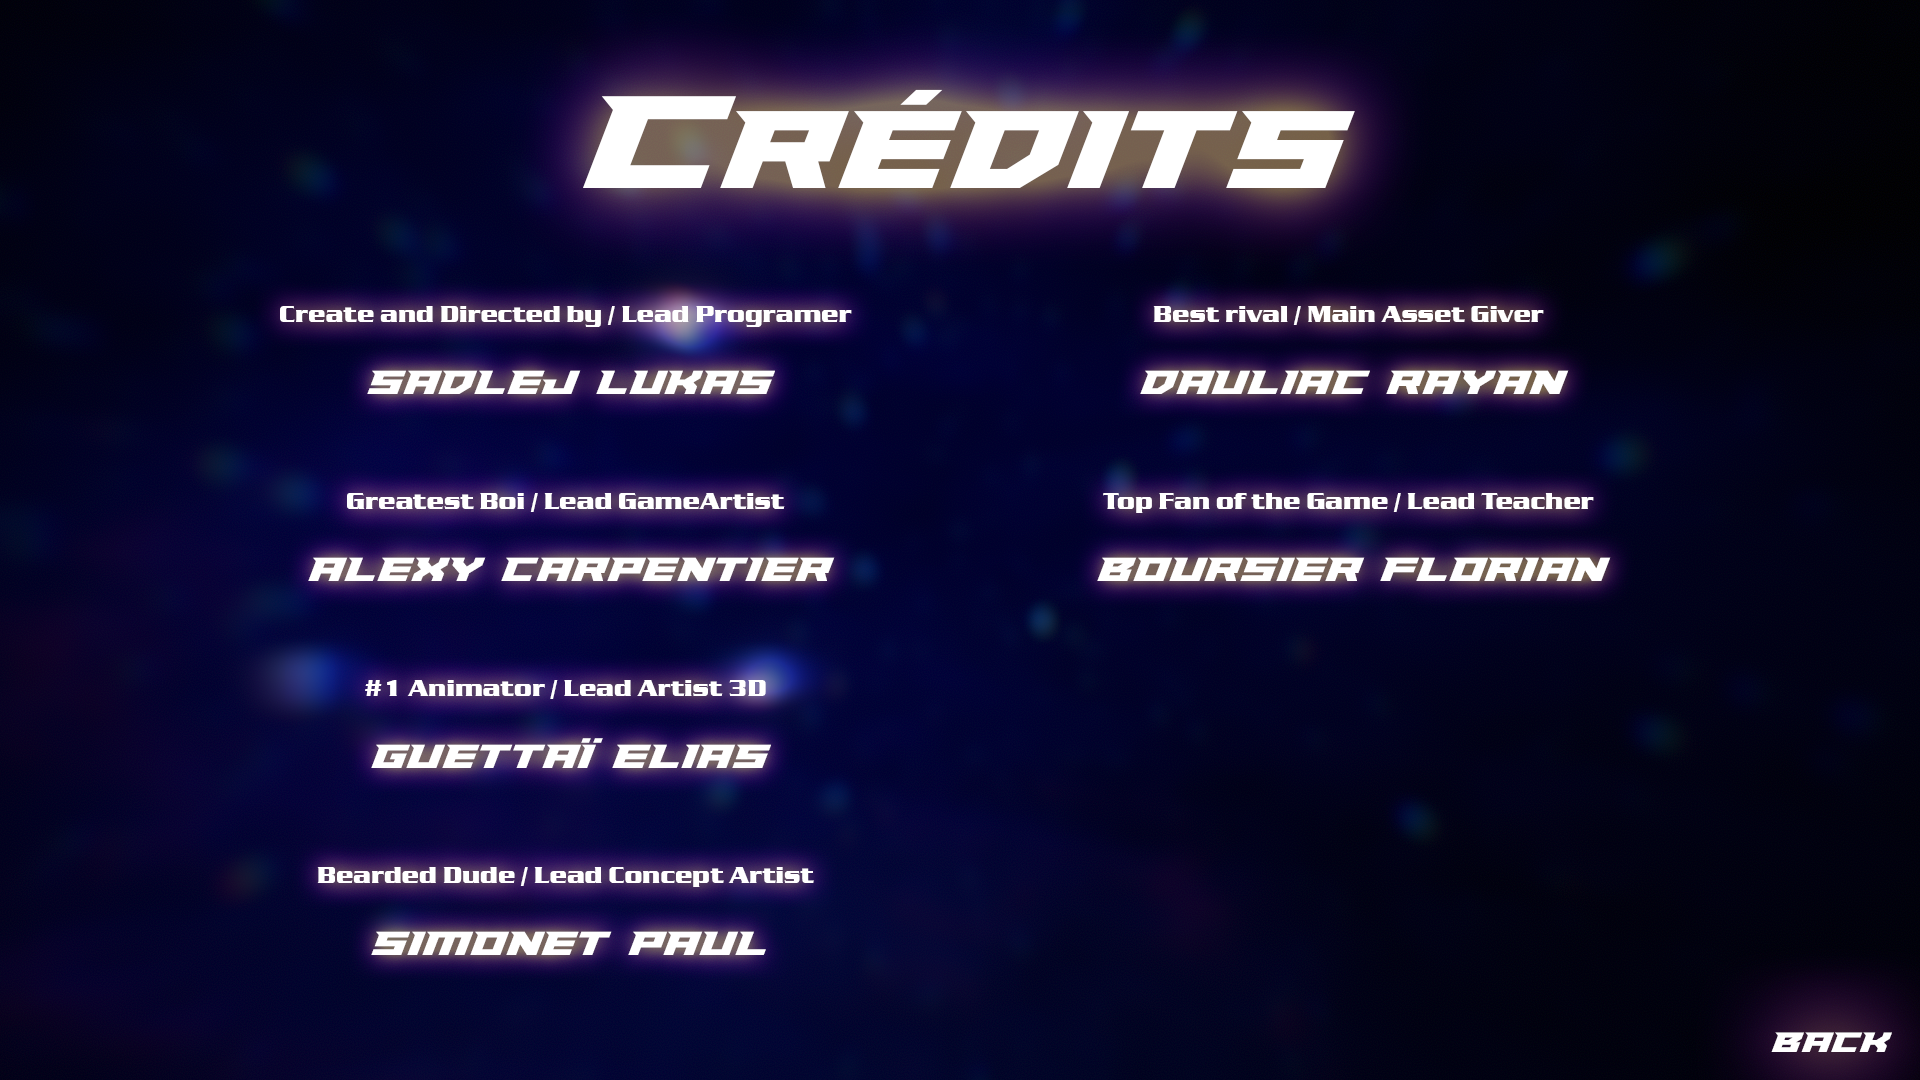 Crédits
Create and Directed by / Lead Programer
SADLEJ LUKAS
Greatest Boi / Lead GameArtist
ALEXY CARPENTIER
#1 Animator / Lead Artist 3D
GUETTAÏ ELIAS
Bearded Dude / Lead Concept Artist
SIMONET PAUL
Best rival / Main Asset Giver
DAULIAC RAYAN
Top Fan of the Game / Lead Teacher
BOURSIER FLORIAN
BACK